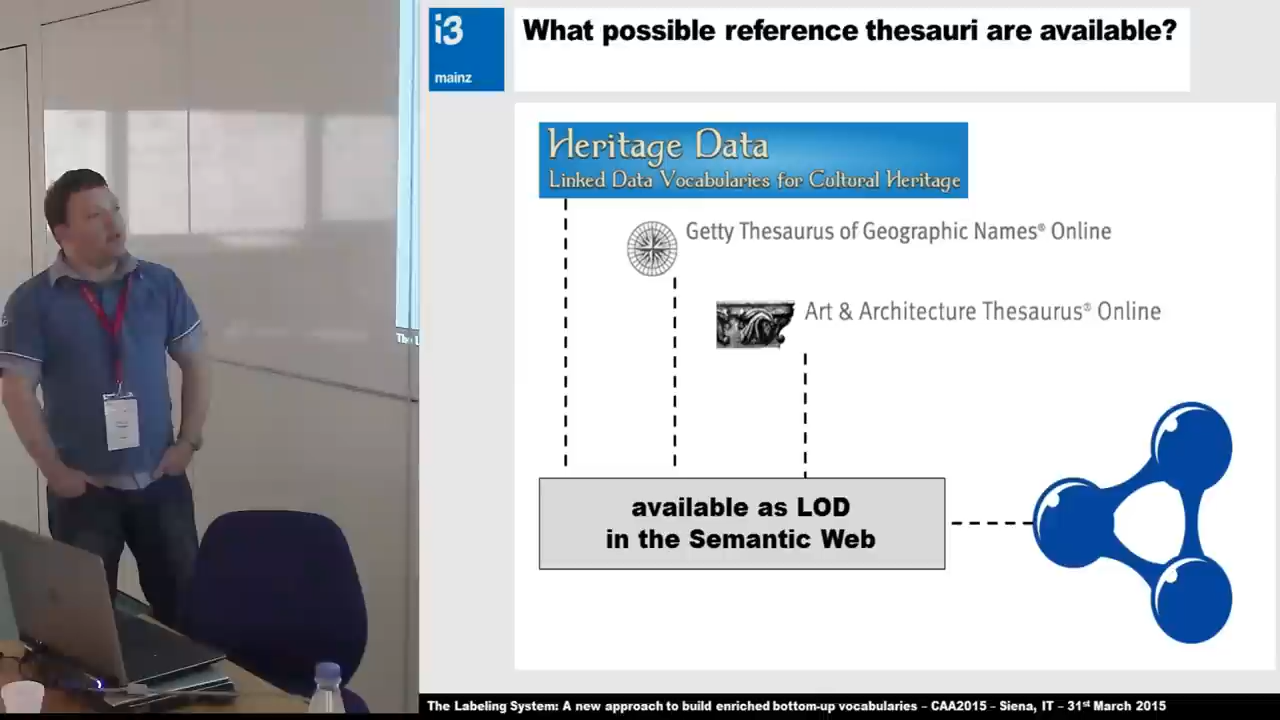 i3
mainz
What possible reference thesauri are available?
Heritage Data
Linked Data Vocabularies for Cultural Heritage
Getty Thesaurus of Geographic Names® Online
Art & Architecture Thesaurus® Online
available as LOD
in the Semantic Web
The Labeling System: A new approach to build enriched bottom-up vocabularies – CAA2015 – Siena, IT – 31st March 2015